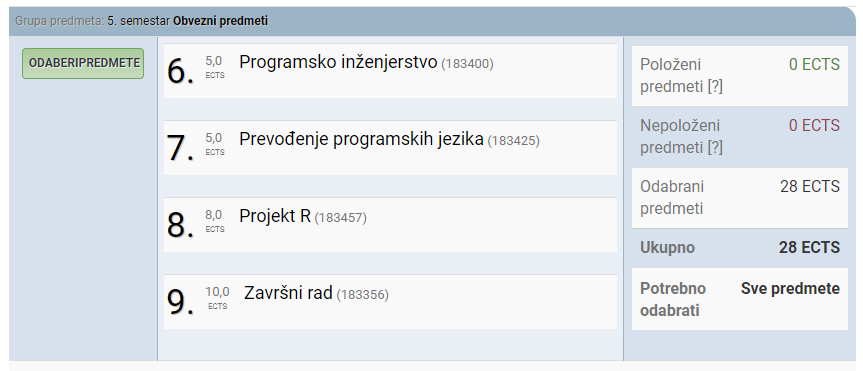 Grupa predmeta: 5. semestar Obvezni predmeti
ODABERIPREDMETE
6. 5,0 ECTS Programsko inženjerstvo (183400)
7. 5,0 ECTS Prevođenje programskih jezika (183425)
8. 8,0 ECTS Projekt R (183457)
9. 10,0 ECTS Završni rad (183356)
Položeni predmeti [?] 0 ECTS
Nepoloženi predmeti [?] 0 ECTS
Odabrani predmeti 28 ECTS
Ukupno 28 ECTS
Potrebno odabrati Sve predmete